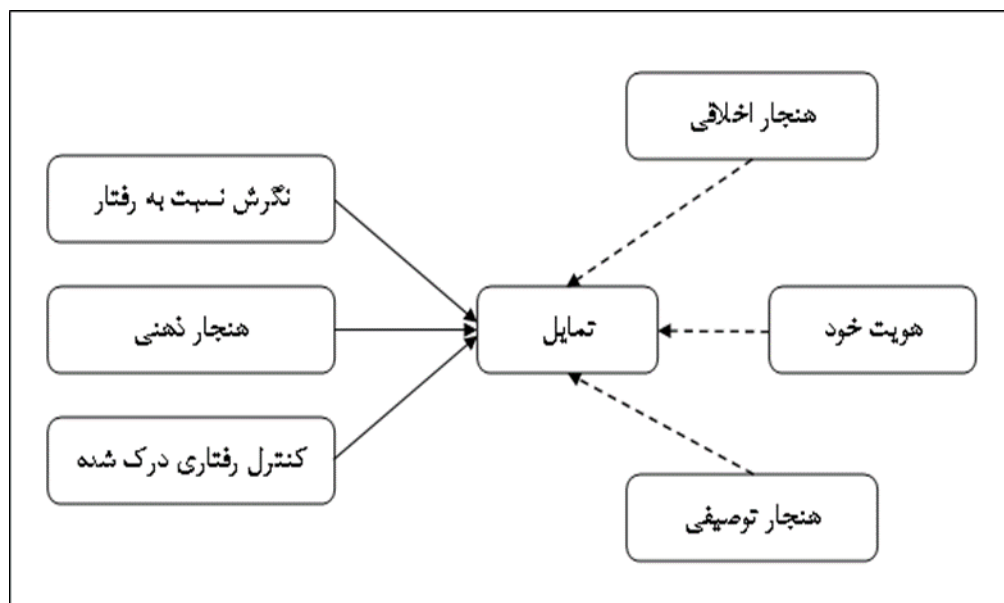 هنجار اخلاقی
نگرش نسبت به رفتار
هنجار ذهنی
تمایل
هویت خود
کنترل رفتاری درک شده
هنجار توصیفی